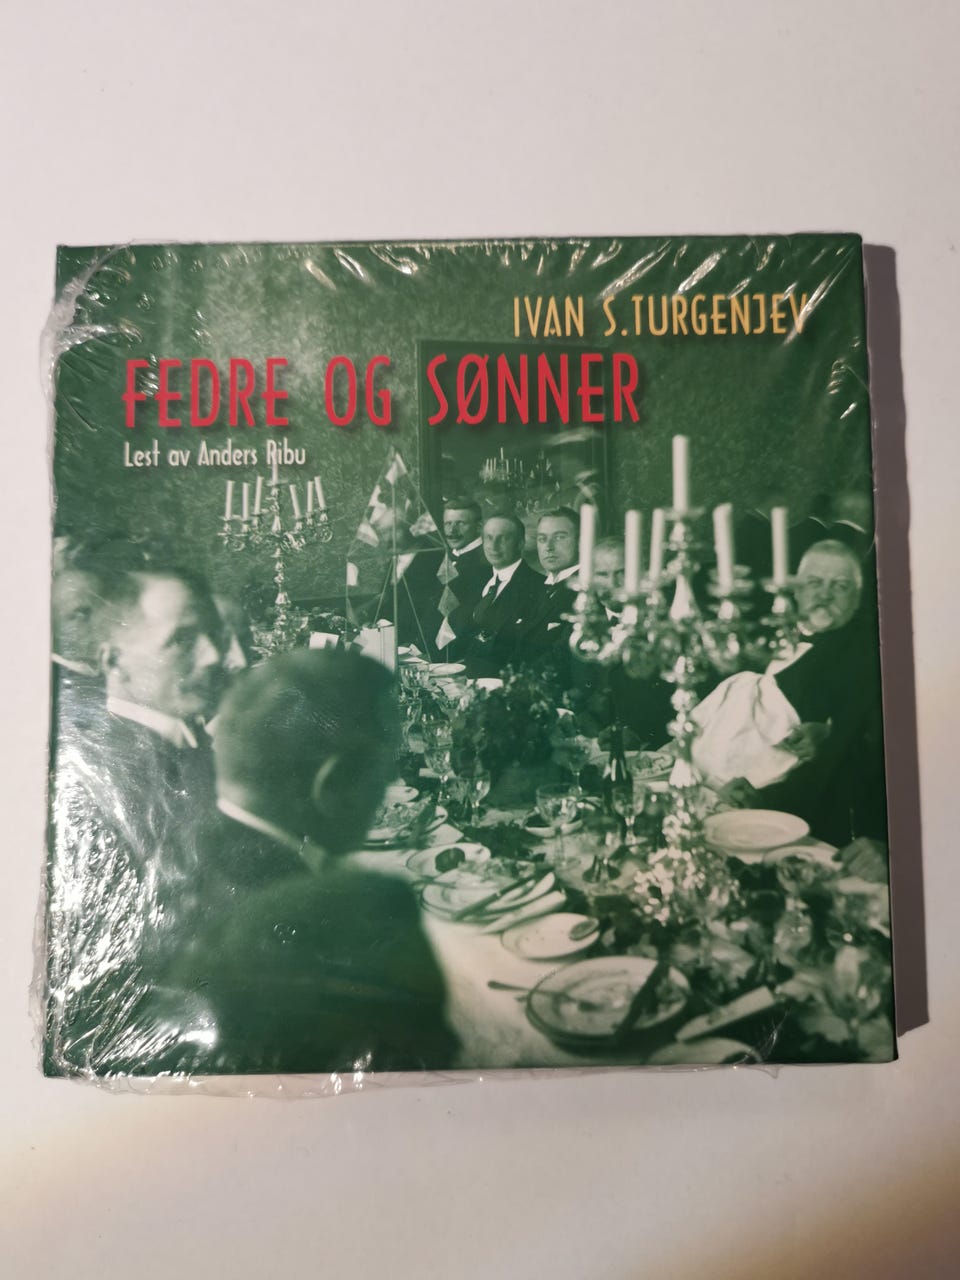 IVAN S. TURGENJEV
FEDRE OG SØNNER
Lest av Anders Ribu